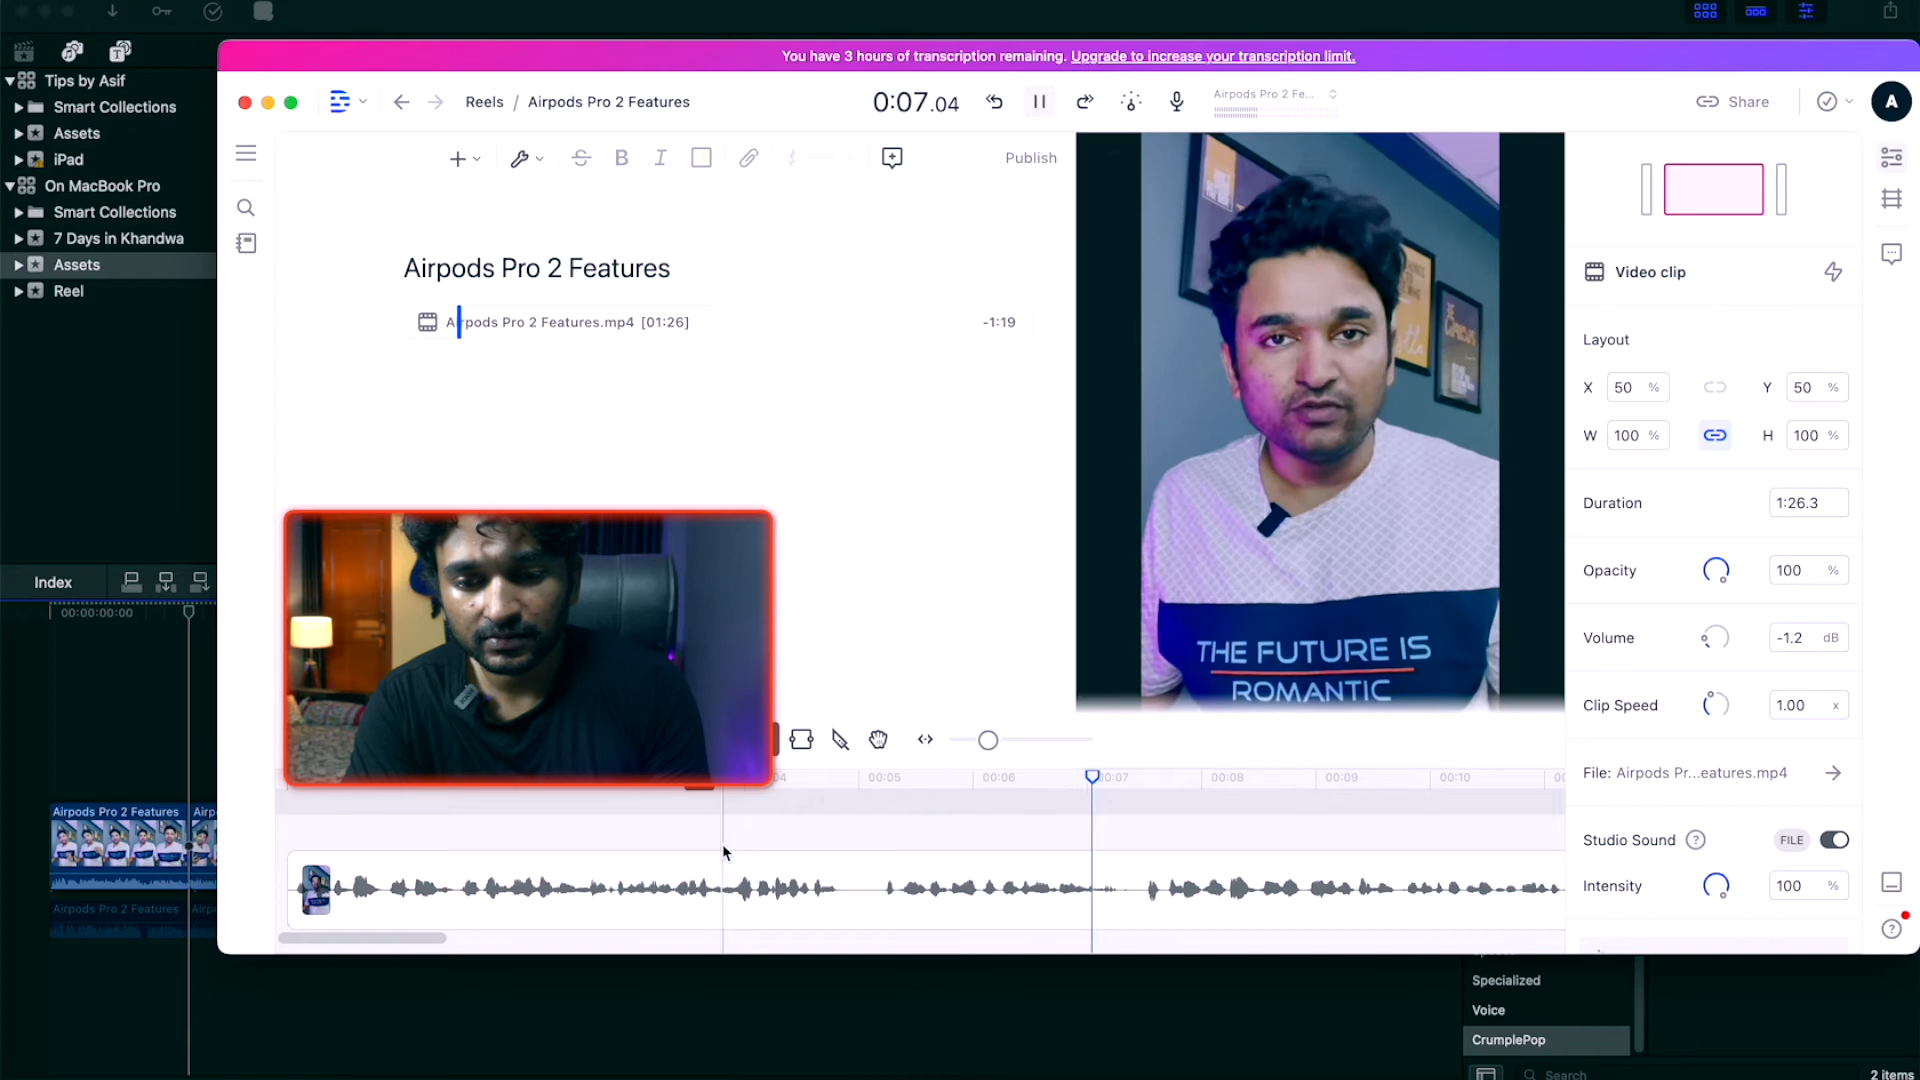 You have 3 hours of transcription remaining. Upgrade to increase your transcription limit.
Tips by Asif
Smart Collections
Assets
iPad
On MacBook Pro
Smart Collections
7 Days in Khandwa
Assets
Reel
Reels / Airpods Pro 2 Features
0:07.04
Airpods Pro 2 Fe...
Share
A
Publish
Airpods Pro 2 Features
Airpods Pro 2 Features.mp4 [01:26]
-1:19
THE FUTURE IS
ROMANTIC
Video clip
Layout
X 50 %
Y 50 %
W 100 %
H 100 %
Duration 1:26.3
Opacity 100 %
Volume -1.2 dB
Clip Speed 1.00 x
File: Airpods Pr...eatures.mp4
Studio Sound ? FILE
Intensity 100 %
Index
00:00:00:00
00:05
00:06
00:07
00:08
00:09
00:10
Airpods Pro 2 Features
Airp
Airpods Pro 2 Features
Airp
Specialized
Voice
CrumplePop
Search
2 items